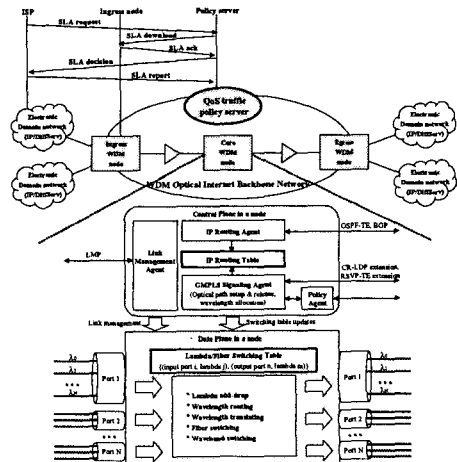 ISP
Ingress node
Policy server
SLA request
SLA download
SLA ack
SLA decision
SLA report
QoS traffic
policy server
Electronic
Domain network
(IP/DiffServ)
Electronic
Domain network
(IP/DiffServ)
Electronic
Domain network
(IP/DiffServ)
Electronic
Domain network
(IP/DiffServ)
Ingress
WDM
node
Core
WDM
node
Egress
WDM
node
WDM Optical Internet Backbone Network
Control Plane in a node
IP Routing Agent
OSPF-TE, BGP
LMP
Link
Management
Agent
IP Routing Table
CR-LDP extension,
RSVP-TE extension
GMPLS Signaling Agent
(Optical path setup & release,
wavelength allocation)
Policy
Agent
Link management
Switching table updates
Data Plane in a node
Lambda/Fiber Switching Table
{(input port i, lambda j), (output port n, lambda m)}
Port 1
Port 1
* Lambda add-drop
* Wavelength routing
* Wavelength translating
* Fiber switching
* Waveband switching
Port 2
Port 2
Port N
Port N